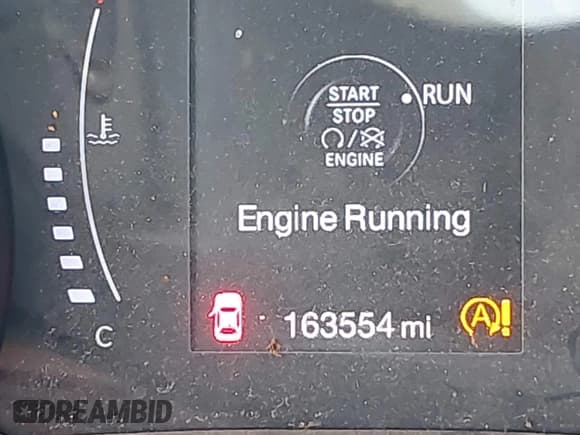 START
STOP
ENGINE
RUN
Engine Running
163554 mi
A!
C
DREAMBID